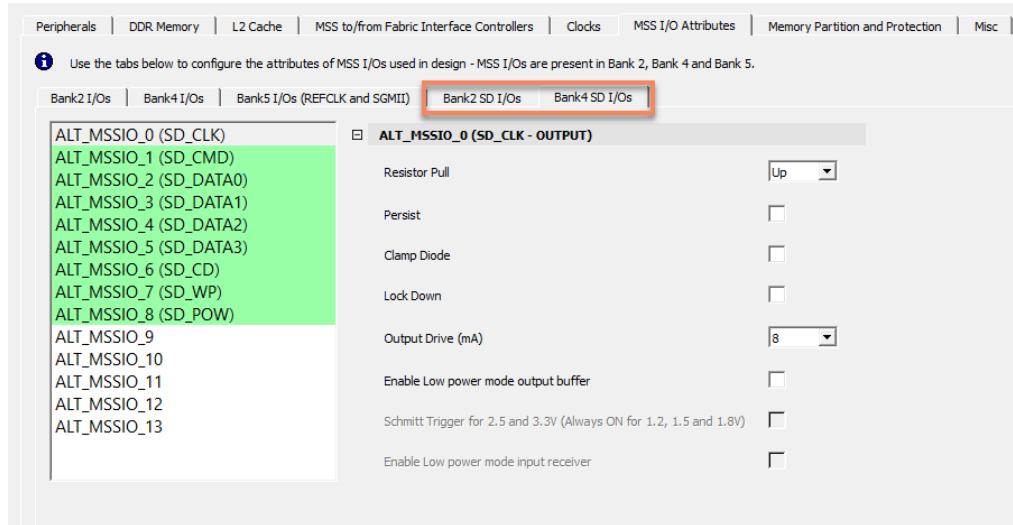 Peripherals DDR Memory L2 Cache MSS to/from Fabric Interface Controllers Clocks MSS I/O Attributes Memory Partition and Protection Misc
Use the tabs below to configure the attributes of MSS I/Os used in design - MSS I/Os are present in Bank 2, Bank 4 and Bank 5.
Bank2 I/Os Bank4 I/Os Bank5 I/Os (REFCLK and SGMII) Bank2 SD I/Os Bank4 SD I/Os
ALT_MSSIO_0 (SD_CLK)
ALT_MSSIO_1 (SD_CMD)
ALT_MSSIO_2 (SD_DATA0)
ALT_MSSIO_3 (SD_DATA1)
ALT_MSSIO_4 (SD_DATA2)
ALT_MSSIO_5 (SD_DATA3)
ALT_MSSIO_6 (SD_CD)
ALT_MSSIO_7 (SD_WP)
ALT_MSSIO_8 (SD_POW)
ALT_MSSIO_9
ALT_MSSIO_10
ALT_MSSIO_11
ALT_MSSIO_12
ALT_MSSIO_13
ALT_MSSIO_0 (SD_CLK - OUTPUT)
Resistor Pull Up
Persist
Clamp Diode
Lock Down
Output Drive (mA) 8
Enable Low power mode output buffer
Schmitt Trigger for 2.5 and 3.3V (Always ON for 1.2, 1.5 and 1.8V)
Enable Low power mode input receiver